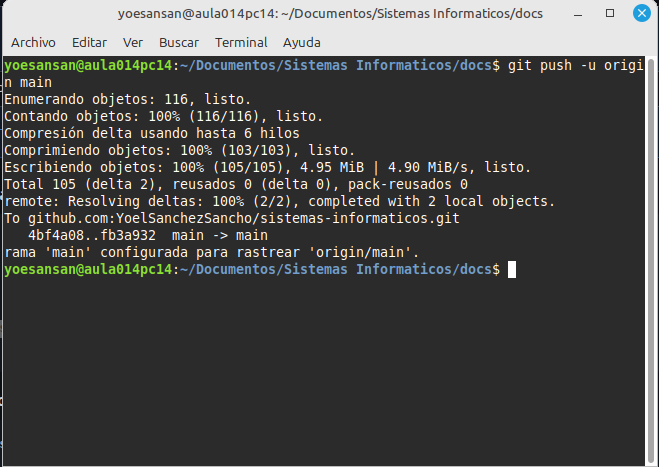 yoesansan@aula014pc14: ~/Documentos/Sistemas Informaticos/docs
Archivo Editar Ver Buscar Terminal Ayuda
yoesansan@aula014pc14:~/Documentos/Sistemas Informaticos/docs$ git push -u origi
n main
Enumerando objetos: 116, listo.
Contando objetos: 100% (116/116), listo.
Compresión delta usando hasta 6 hilos
Comprimiendo objetos: 100% (103/103), listo.
Escribiendo objetos: 100% (105/105), 4.95 MiB | 4.90 MiB/s, listo.
Total 105 (delta 2), reusados 0 (delta 0), pack-reusados 0
remote: Resolving deltas: 100% (2/2), completed with 2 local objects.
To github.com:YoelSanchezSancho/sistemas-informaticos.git
   4bf4a08..fb3a932  main -> main
rama 'main' configurada para rastrear 'origin/main'.
yoesansan@aula014pc14:~/Documentos/Sistemas Informaticos/docs$